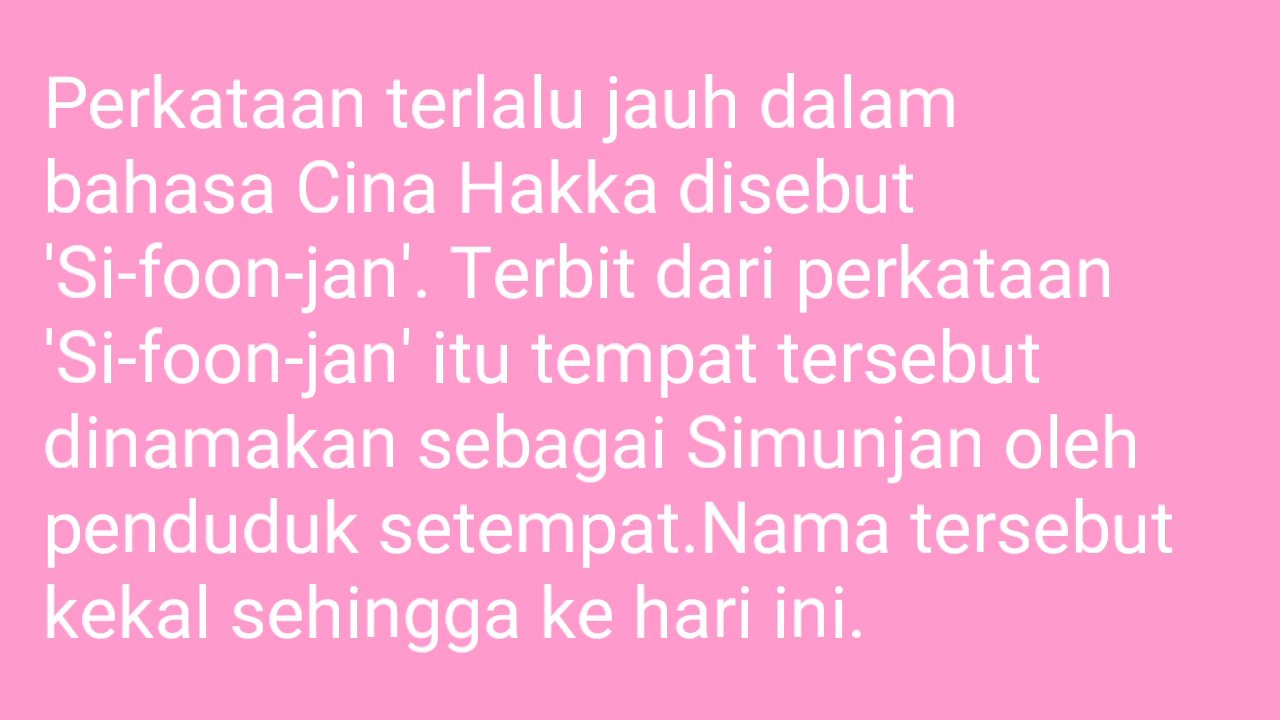 Perkataan terlalu jauh dalam
bahasa Cina Hakka disebut
'Si-foon-jan'. Terbit dari perkataan
'Si-foon-jan' itu tempat tersebut
dinamakan sebagai Simunjan oleh
penduduk setempat.Nama tersebut
kekal sehingga ke hari ini.